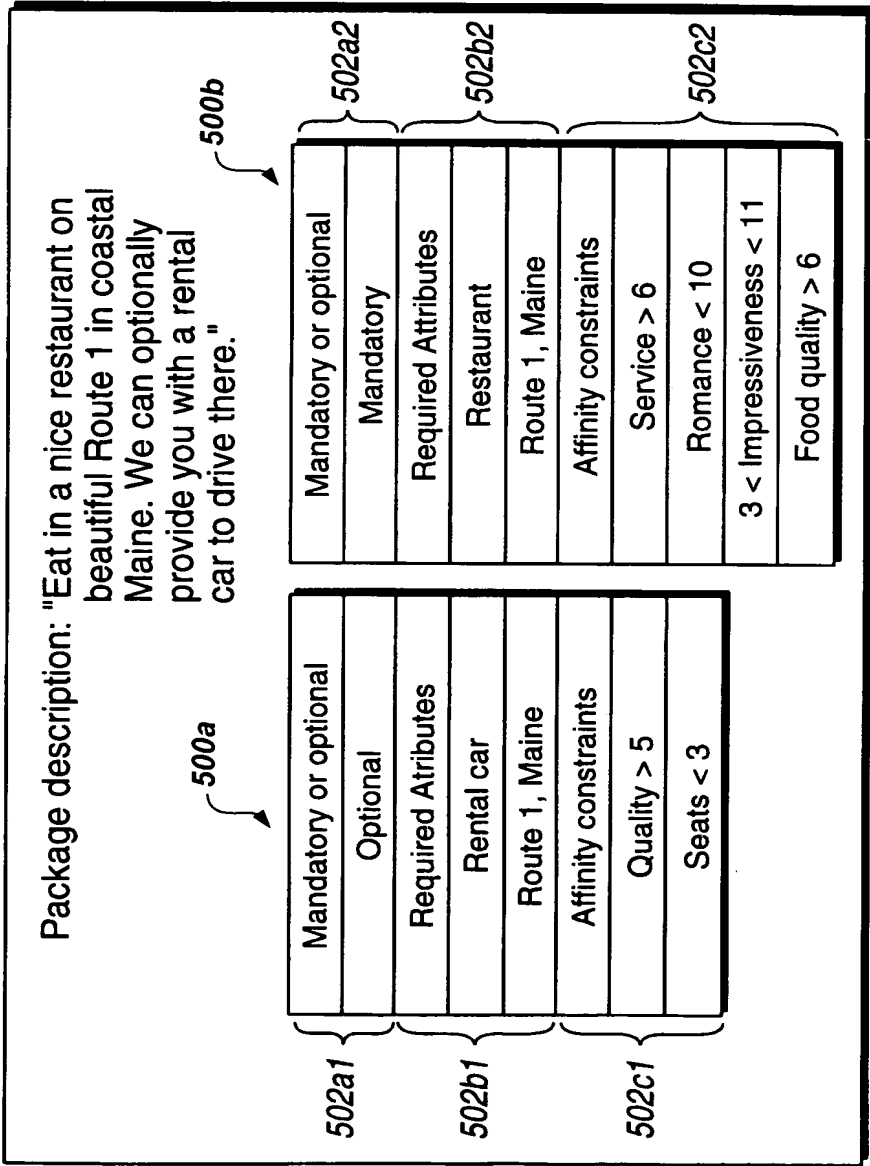 Package description: "Eat in a nice restaurant on
beautiful Route 1 in coastal
Maine. We can optionally
provide you with a rental
car to drive there."
500a
502a1
Mandatory or optional
Optional
502b1
Required Atributes
Rental car
Route 1, Maine
502c1
Affinity constraints
Quality > 5
Seats < 3
500b
Mandatory or optional
Mandatory
502a2
Required Attributes
Restaurant
Route 1, Maine
502b2
Affinity constraints
Service > 6
Romance < 10
3 < Impressiveness < 11
Food quality > 6
502c2